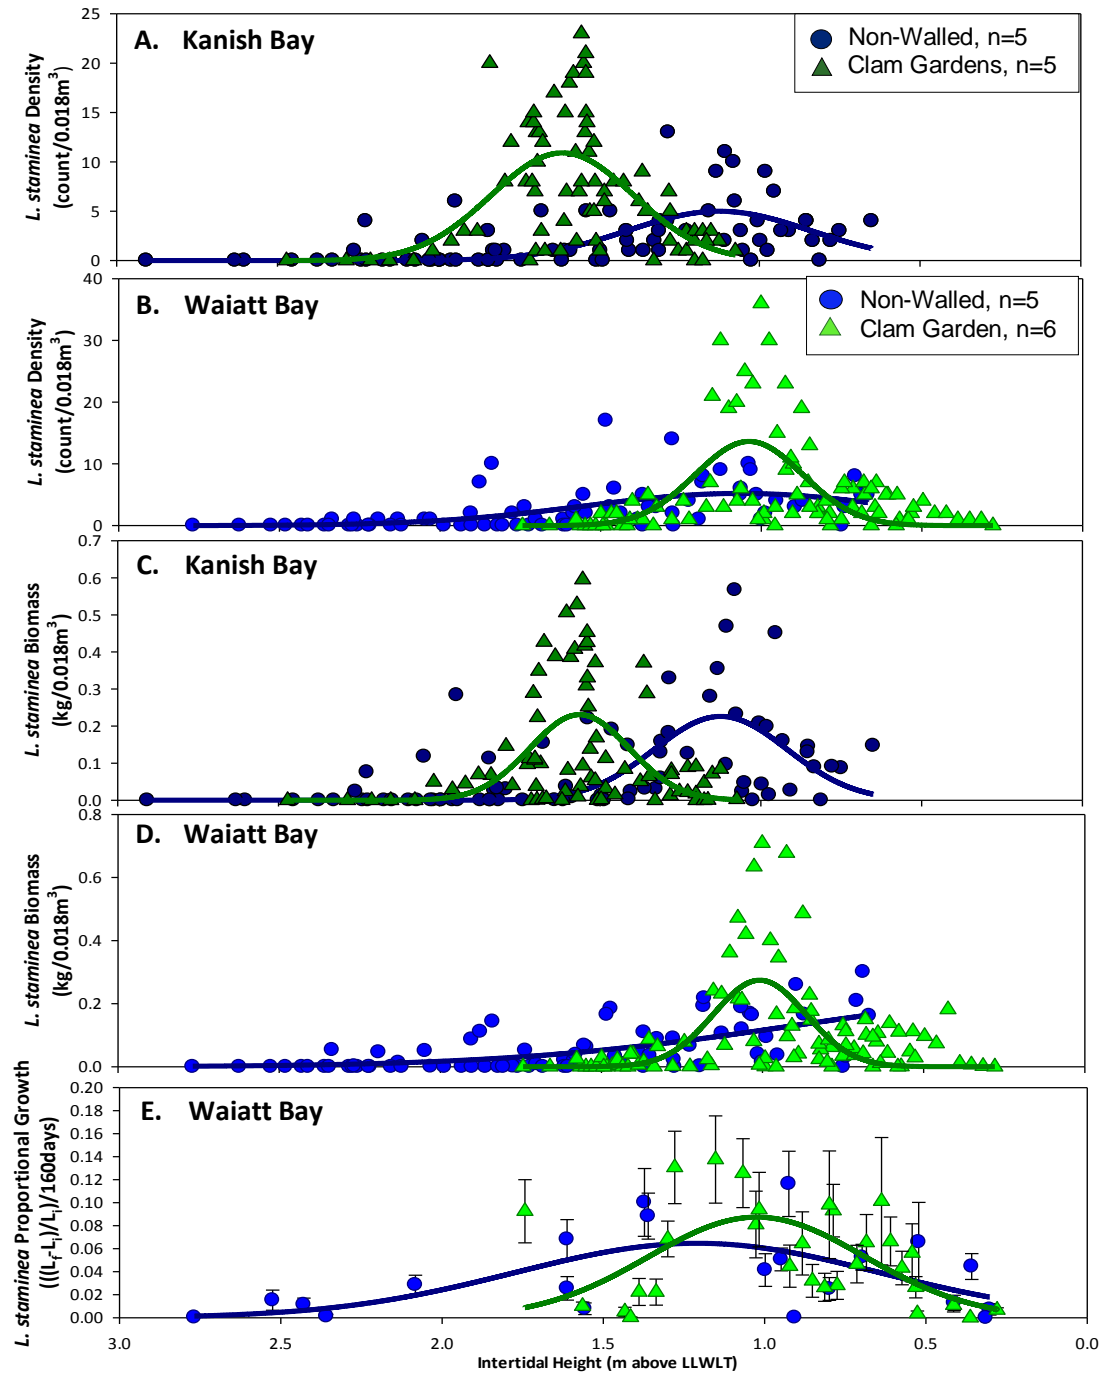 A. Kanish Bay
Non-Walled, n=5
Clam Gardens, n=5
L. staminea Density
(count/0.018m³)
25
20
15
10
5
0
B. Waiatt Bay
Non-Walled, n=5
Clam Garden, n=6
L. staminea Density
(count/0.018m³)
40
30
20
10
0
C. Kanish Bay
L. staminea Biomass
(kg/0.018m³)
0.7
0.6
0.5
0.4
0.3
0.2
0.1
0.0
D. Waiatt Bay
L. staminea Biomass
(kg/0.018m³)
0.8
0.6
0.4
0.2
0.0
E. Waiatt Bay
L. staminea Proportional Growth
(((Lf-Li)/Li)/160days)
0.20
0.18
0.16
0.14
0.12
0.10
0.08
0.06
0.04
0.02
0.00
3.0 2.5 2.0 1.5 1.0 0.5 0.0
Intertidal Height (m above LLWLT)